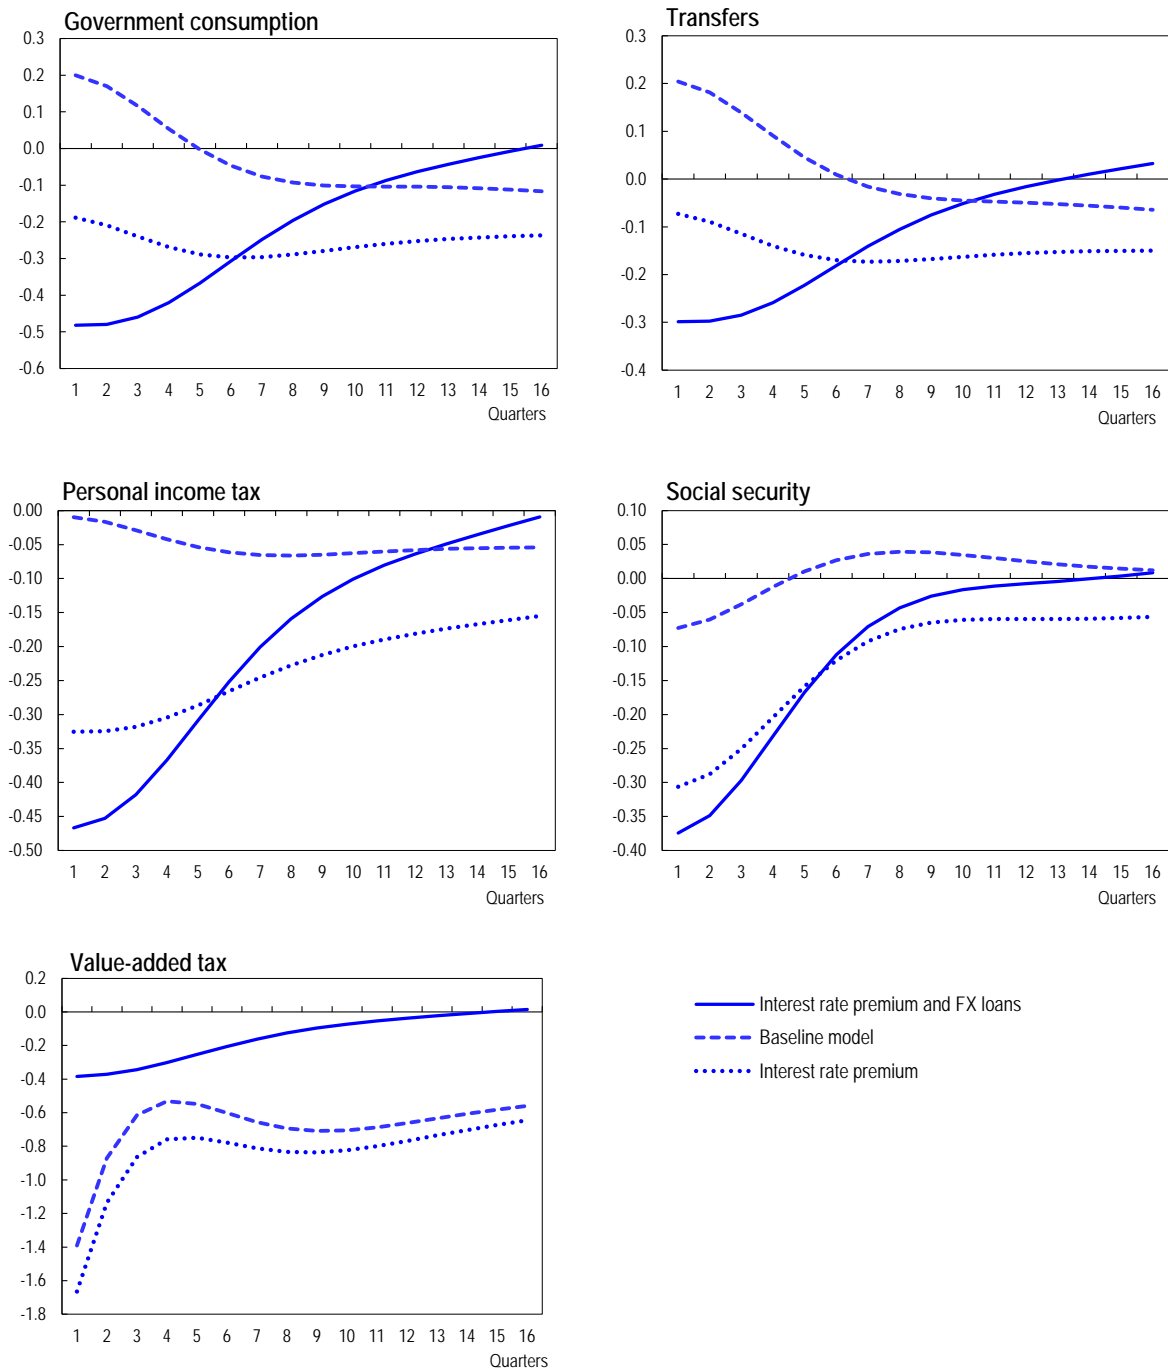 Government consumption
0.3
0.2
0.1
0.0
-0.1
-0.2
-0.3
-0.4
-0.5
-0.6
1 2 3 4 5 6 7 8 9 10 11 12 13 14 15 16
Quarters
Transfers
0.3
0.2
0.1
0.0
-0.1
-0.2
-0.3
-0.4
1 2 3 4 5 6 7 8 9 10 11 12 13 14 15 16
Quarters
Personal income tax
0.00
-0.05
-0.10
-0.15
-0.20
-0.25
-0.30
-0.35
-0.40
-0.45
-0.50
1 2 3 4 5 6 7 8 9 10 11 12 13 14 15 16
Quarters
Social security
0.10
0.05
0.00
-0.05
-0.10
-0.15
-0.20
-0.25
-0.30
-0.35
-0.40
1 2 3 4 5 6 7 8 9 10 11 12 13 14 15 16
Quarters
Value-added tax
0.2
0.0
-0.2
-0.4
-0.6
-0.8
-1.0
-1.2
-1.4
-1.6
-1.8
1 2 3 4 5 6 7 8 9 10 11 12 13 14 15 16
Quarters
Interest rate premium and FX loans
Baseline model
Interest rate premium